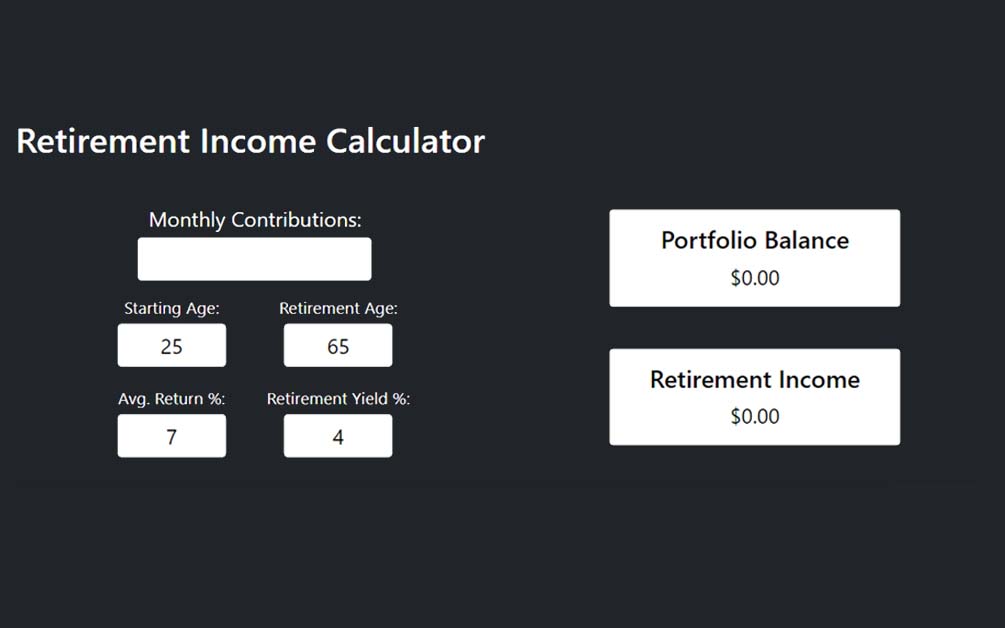 Retirement Income Calculator
Monthly Contributions:
Starting Age:
Retirement Age:
25
65
Avg. Return %:
Retirement Yield %:
7
4
Portfolio Balance
$0.00
Retirement Income
$0.00